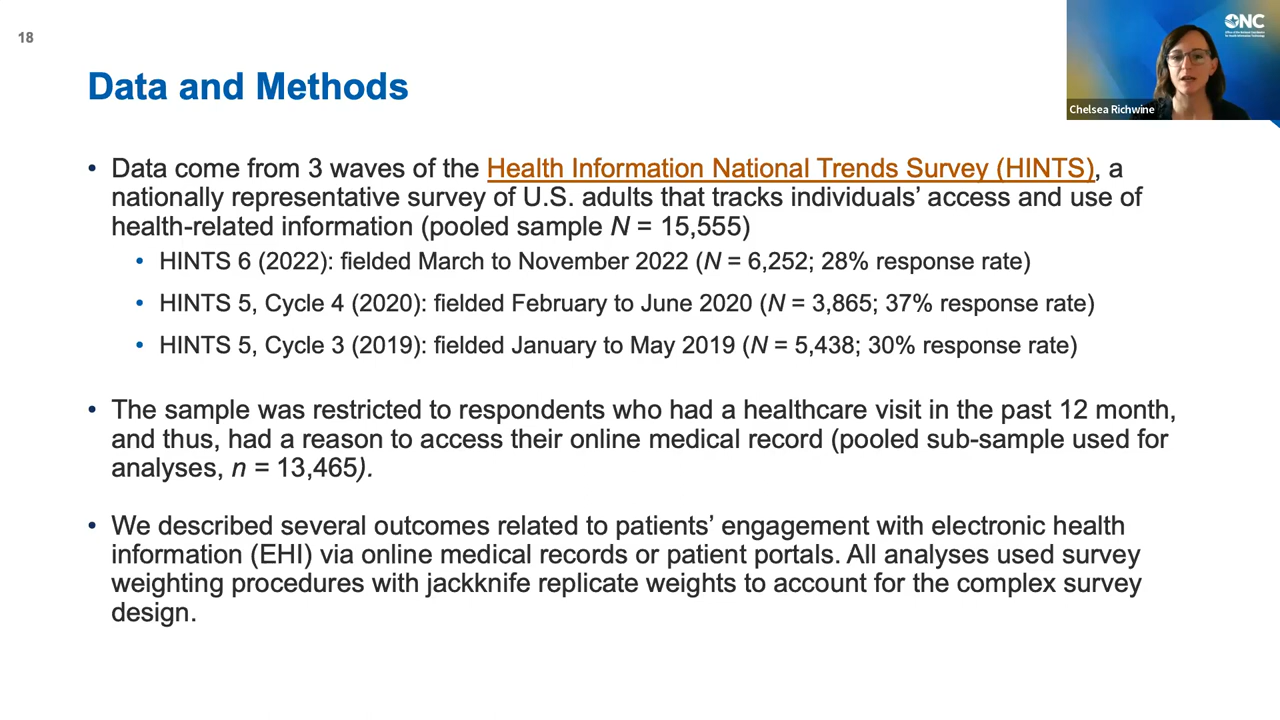 18
ONC
Chelsea Richwine
Data and Methods
• Data come from 3 waves of the Health Information National Trends Survey (HINTS), a
nationally representative survey of U.S. adults that tracks individuals’ access and use of
health-related information (pooled sample N = 15,555)
• HINTS 6 (2022): fielded March to November 2022 (N = 6,252; 28% response rate)
• HINTS 5, Cycle 4 (2020): fielded February to June 2020 (N = 3,865; 37% response rate)
• HINTS 5, Cycle 3 (2019): fielded January to May 2019 (N = 5,438; 30% response rate)
• The sample was restricted to respondents who had a healthcare visit in the past 12 month,
and thus, had a reason to access their online medical record (pooled sub-sample used for
analyses, n = 13,465).
• We described several outcomes related to patients’ engagement with electronic health
information (EHI) via online medical records or patient portals. All analyses used survey
weighting procedures with jackknife replicate weights to account for the complex survey
design.